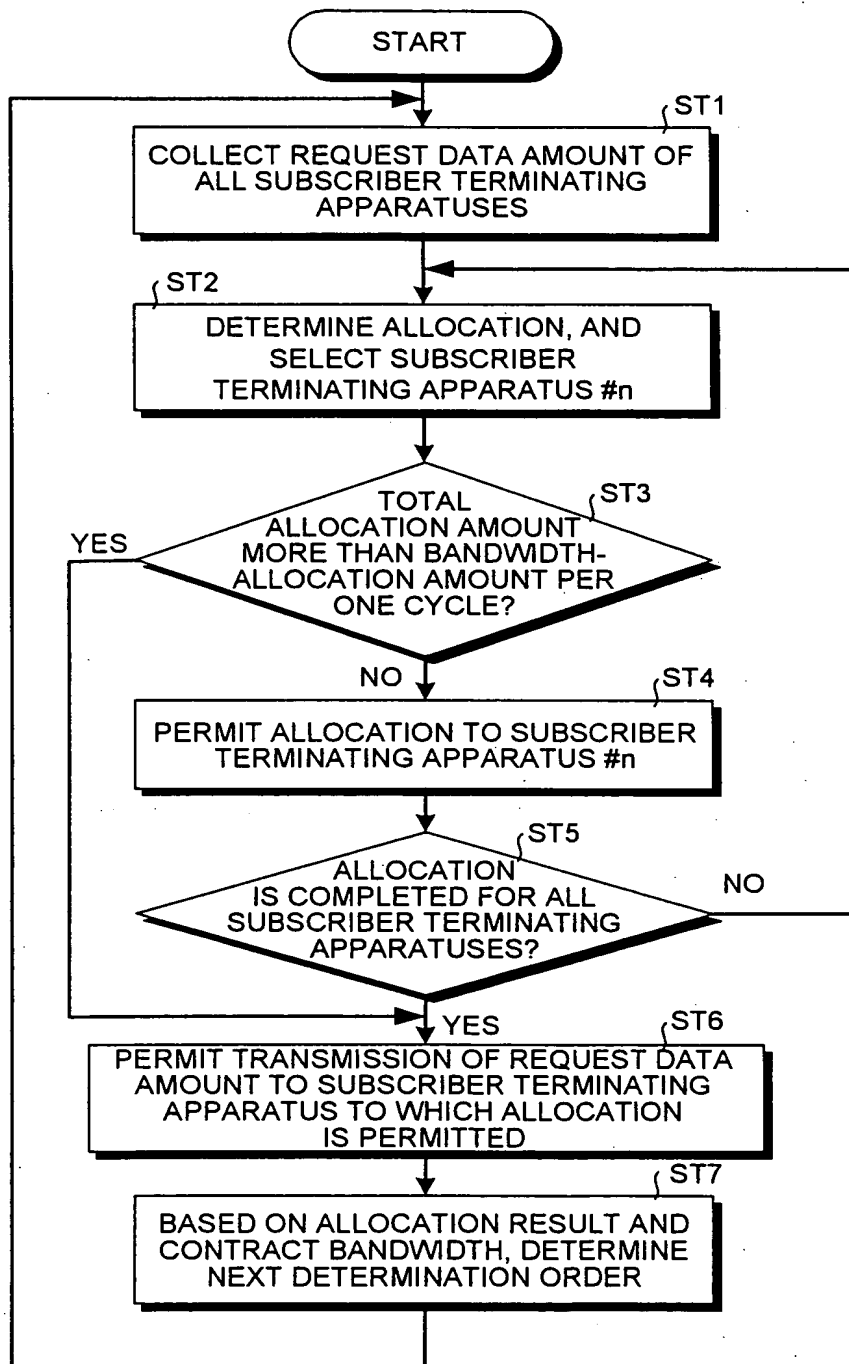 START
ST1
COLLECT REQUEST DATA AMOUNT OF
ALL SUBSCRIBER TERMINATING
APPARATUSES
ST2
DETERMINE ALLOCATION, AND
SELECT SUBSCRIBER
TERMINATING APPARATUS #n
ST3
TOTAL
ALLOCATION AMOUNT
MORE THAN BANDWIDTH-
ALLOCATION AMOUNT PER
ONE CYCLE?
YES
NO
ST4
PERMIT ALLOCATION TO SUBSCRIBER
TERMINATING APPARATUS #n
ST5
ALLOCATION
IS COMPLETED FOR ALL
SUBSCRIBER TERMINATING
APPARATUSES?
NO
YES
ST6
PERMIT TRANSMISSION OF REQUEST DATA
AMOUNT TO SUBSCRIBER TERMINATING
APPARATUS TO WHICH ALLOCATION
IS PERMITTED
ST7
BASED ON ALLOCATION RESULT AND
CONTRACT BANDWIDTH, DETERMINE
NEXT DETERMINATION ORDER